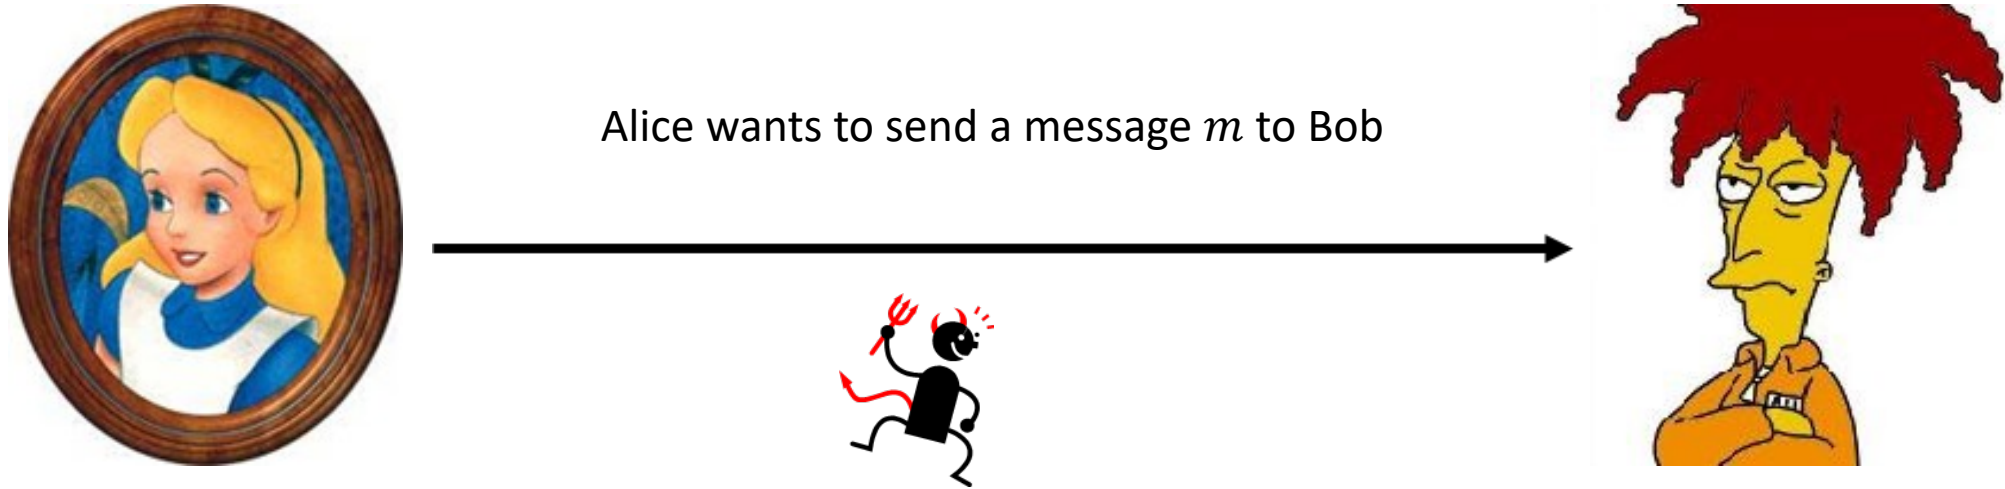 Alice wants to send a message 𝑚 to Bob